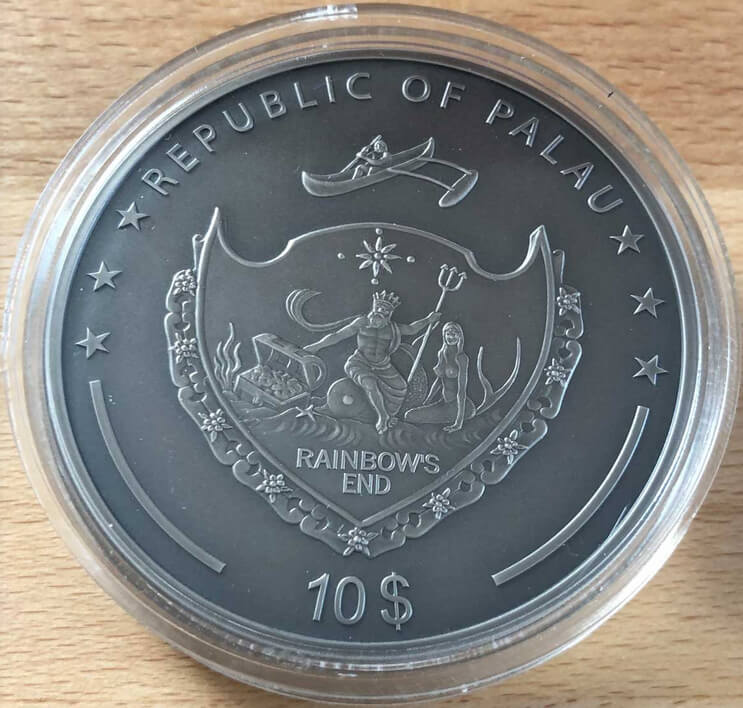 REPUBLIC OF PALAU
RAINBOW'S
END
10$